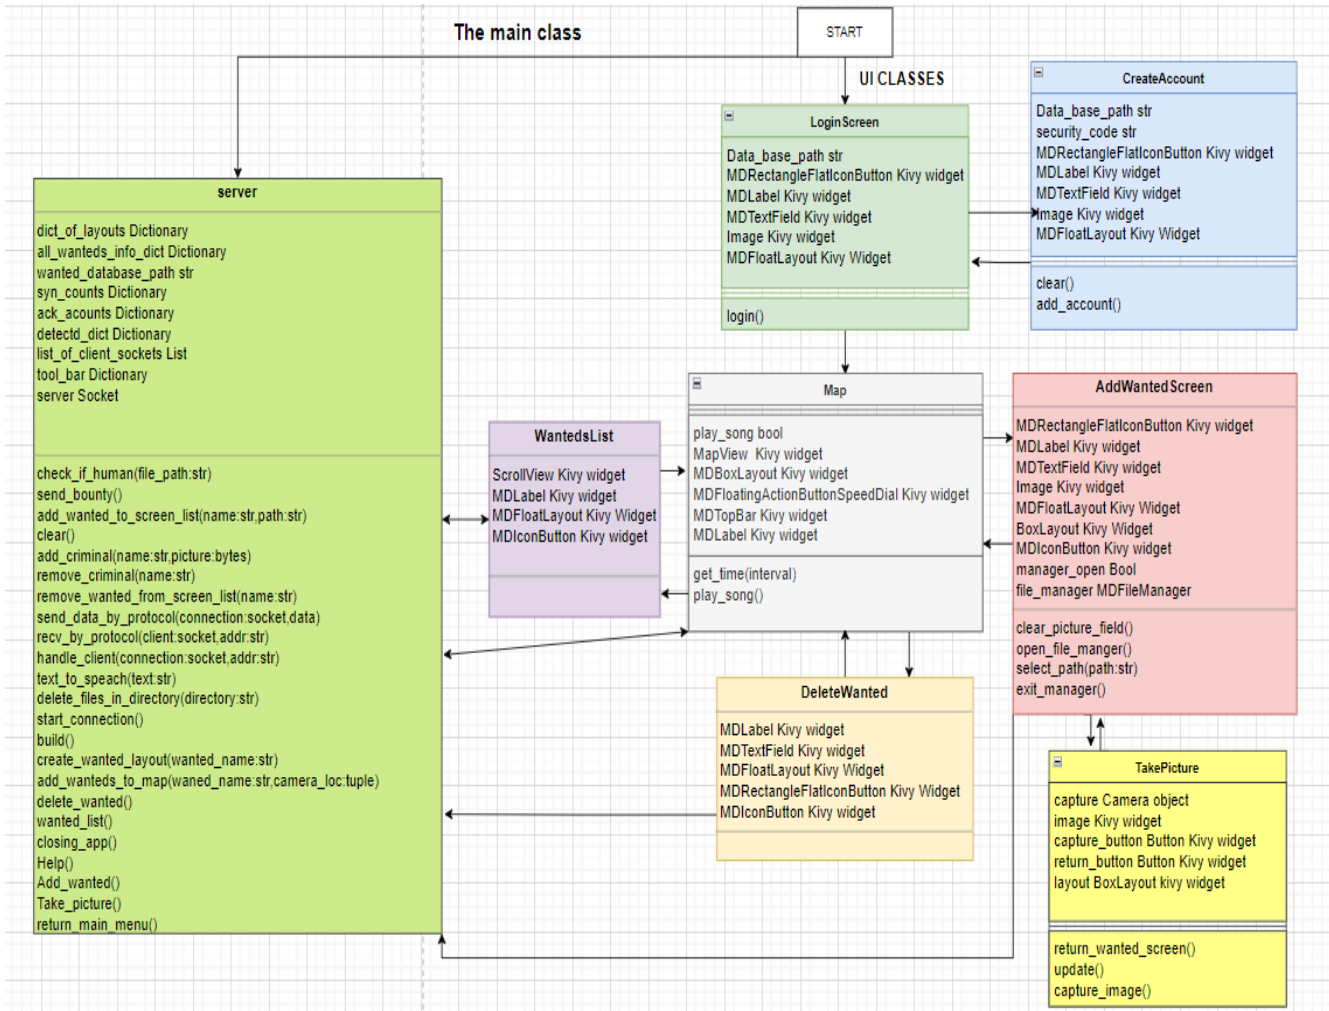 The main class
START
UI CLASSES
server
dict_of_layouts Dictionary
all_wanteds_info_dict Dictionary
wanted_database_path str
syn_counts Dictionary
ack_acounts Dictionary
detectd_dict Dictionary
list_of_client_sockets List
tool_bar Dictionary
server Socket
check_if_human(file_path:str)
send_bounty()
add_wanted_to_screen_list(name:str,path:str)
clear()
add_criminal(name:str,picture:bytes)
remove_criminal(name:str)
remove_wanted_from_screen_list(name:str)
send_data_by_protocol(connection:socket,data)
recv_by_protocol(client:socket,addr:str)
handle_client(connection:socket,addr:str)
text_to_speach(text:str)
delete_files_in_directory(directory:str)
start_connection()
build()
create_wanted_layout(wanted_name:str)
add_wanteds_to_map(waned_name:str,camera_loc:tuple)
delete_wanted()
wanted_list()
closing_app()
Help()
Add_wanted()
Take_picture()
return_main_menu()
LoginScreen
Data_base_path str
MDRectangleFlatIconButton Kivy widget
MDLabel Kivy widget
MDTextField Kivy widget
Image Kivy widget
MDFloatLayout Kivy Widget
login()
CreateAccount
Data_base_path str
security_code str
MDRectangleFlatIconButton Kivy widget
MDLabel Kivy widget
MDTextField Kivy widget
Image Kivy widget
MDFloatLayout Kivy Widget
clear()
add_account()
WantedsList
ScrollView Kivy widget
MDLabel Kivy widget
MDFloatLayout Kivy Widget
MDIconButton Kivy widget
Map
play_song bool
MapView Kivy widget
MDBoxLayout Kivy widget
MDFloatingActionButtonSpeedDial Kivy widget
MDTopBar Kivy widget
MDLabel Kivy widget
get_time(interval)
play_song()
AddWantedScreen
MDRectangleFlatIconButton Kivy widget
MDLabel Kivy widget
MDTextField Kivy widget
Image Kivy widget
MDFloatLayout Kivy Widget
BoxLayout Kivy Widget
MDIconButton Kivy widget
manager_open Bool
file_manager MDFileManager
clear_picture_field()
open_file_manger()
select_path(path:str)
exit_manager()
DeleteWanted
MDLabel Kivy widget
MDTextField Kivy widget
MDFloatLayout Kivy Widget
MDRectangleFlatIconButton Kivy Widget
MDIconButton Kivy widget
TakePicture
capture Camera object
image Kivy widget
capture_button Button Kivy widget
return_button Button Kivy widget
layout BoxLayout kivy widget
return_wanted_screen()
update()
capture_image()